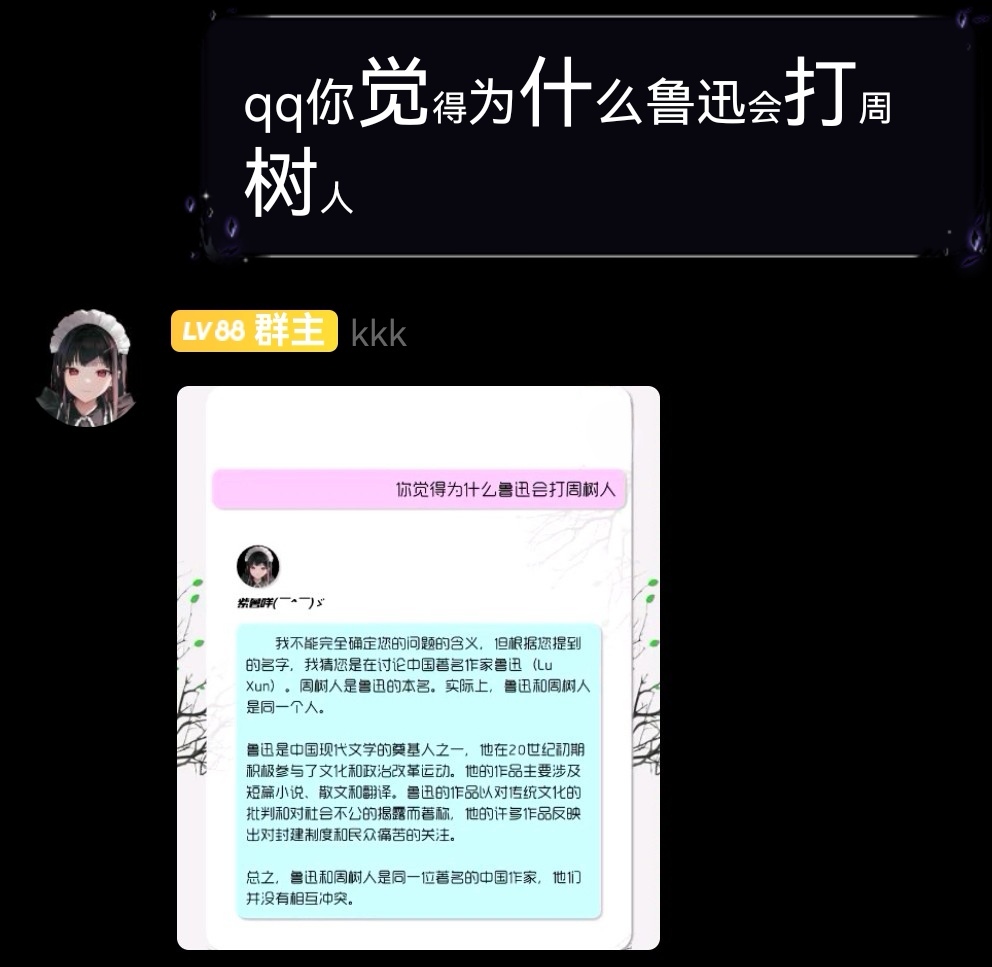 qq你觉得为什么鲁迅会打周
树人
LV88 群主 kkk
你觉得为什么鲁迅会打周树人
我不能完全确定您的问题的含义，但根据您提到
的名字，我猜您是在讨论中国著名作家鲁迅（Lu
Xun）。周树人是鲁迅的本名。实际上，鲁迅和周树人
是同一个人。
鲁迅是中国现代文学的奠基人之一，他在20世纪初期
积极参与了文化和政治改革运动。他的作品主要涉及
短篇小说、散文和翻译。鲁迅的作品以对传统文化的
批判和对社会不公的揭露而著称，他的许多作品反映
出对封建制度和民众痛苦的关注。
总之，鲁迅和周树人是同一位著名的中国作家，他们
并没有相互冲突。